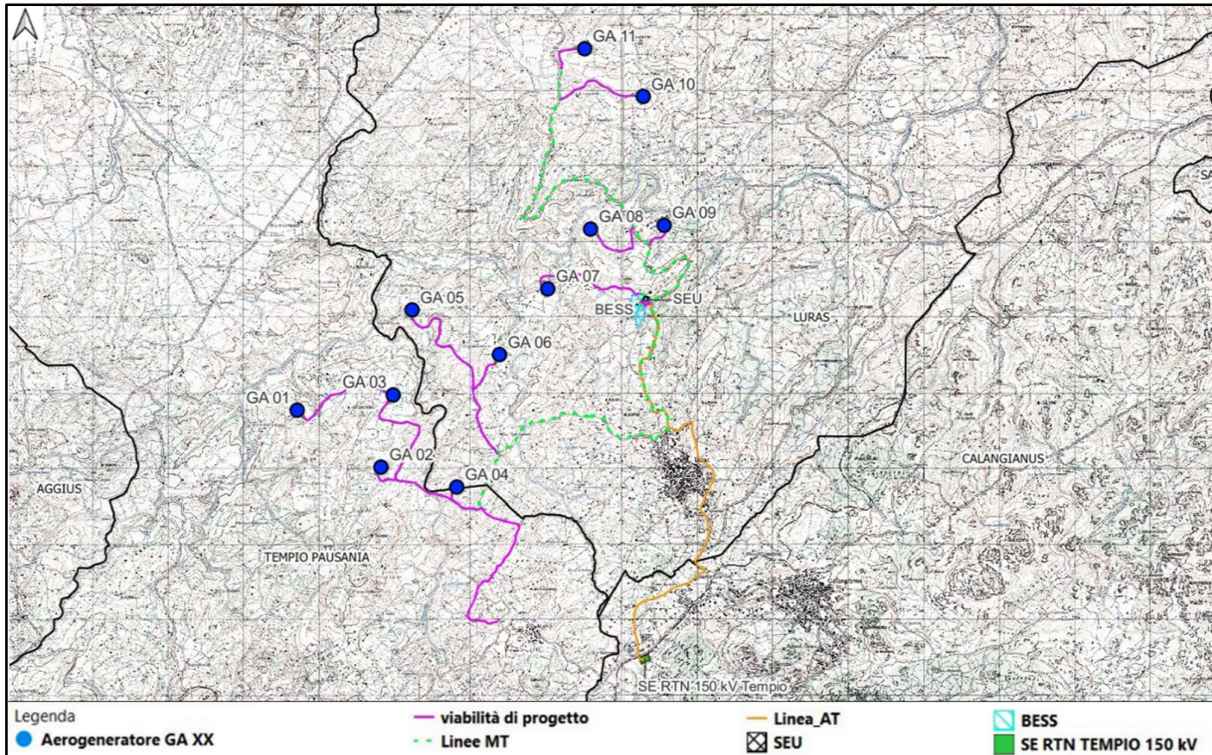 GA 11
GA 10
GA 08
GA 09
GA 07
SEU
BESS
LURAS
GA 05
GA 06
GA 03
GA 01
GA 02
GA 04
AGGIUS
CALANGIANUS
TEMPIO PAUSANIA
SA
SE RTN 150 kV Tempio
Legenda
Aerogeneratore GA XX
viabilità di progetto
Linee MT
Linea_AT
SEU
BESS
SE RTN TEMPIO 150 kV